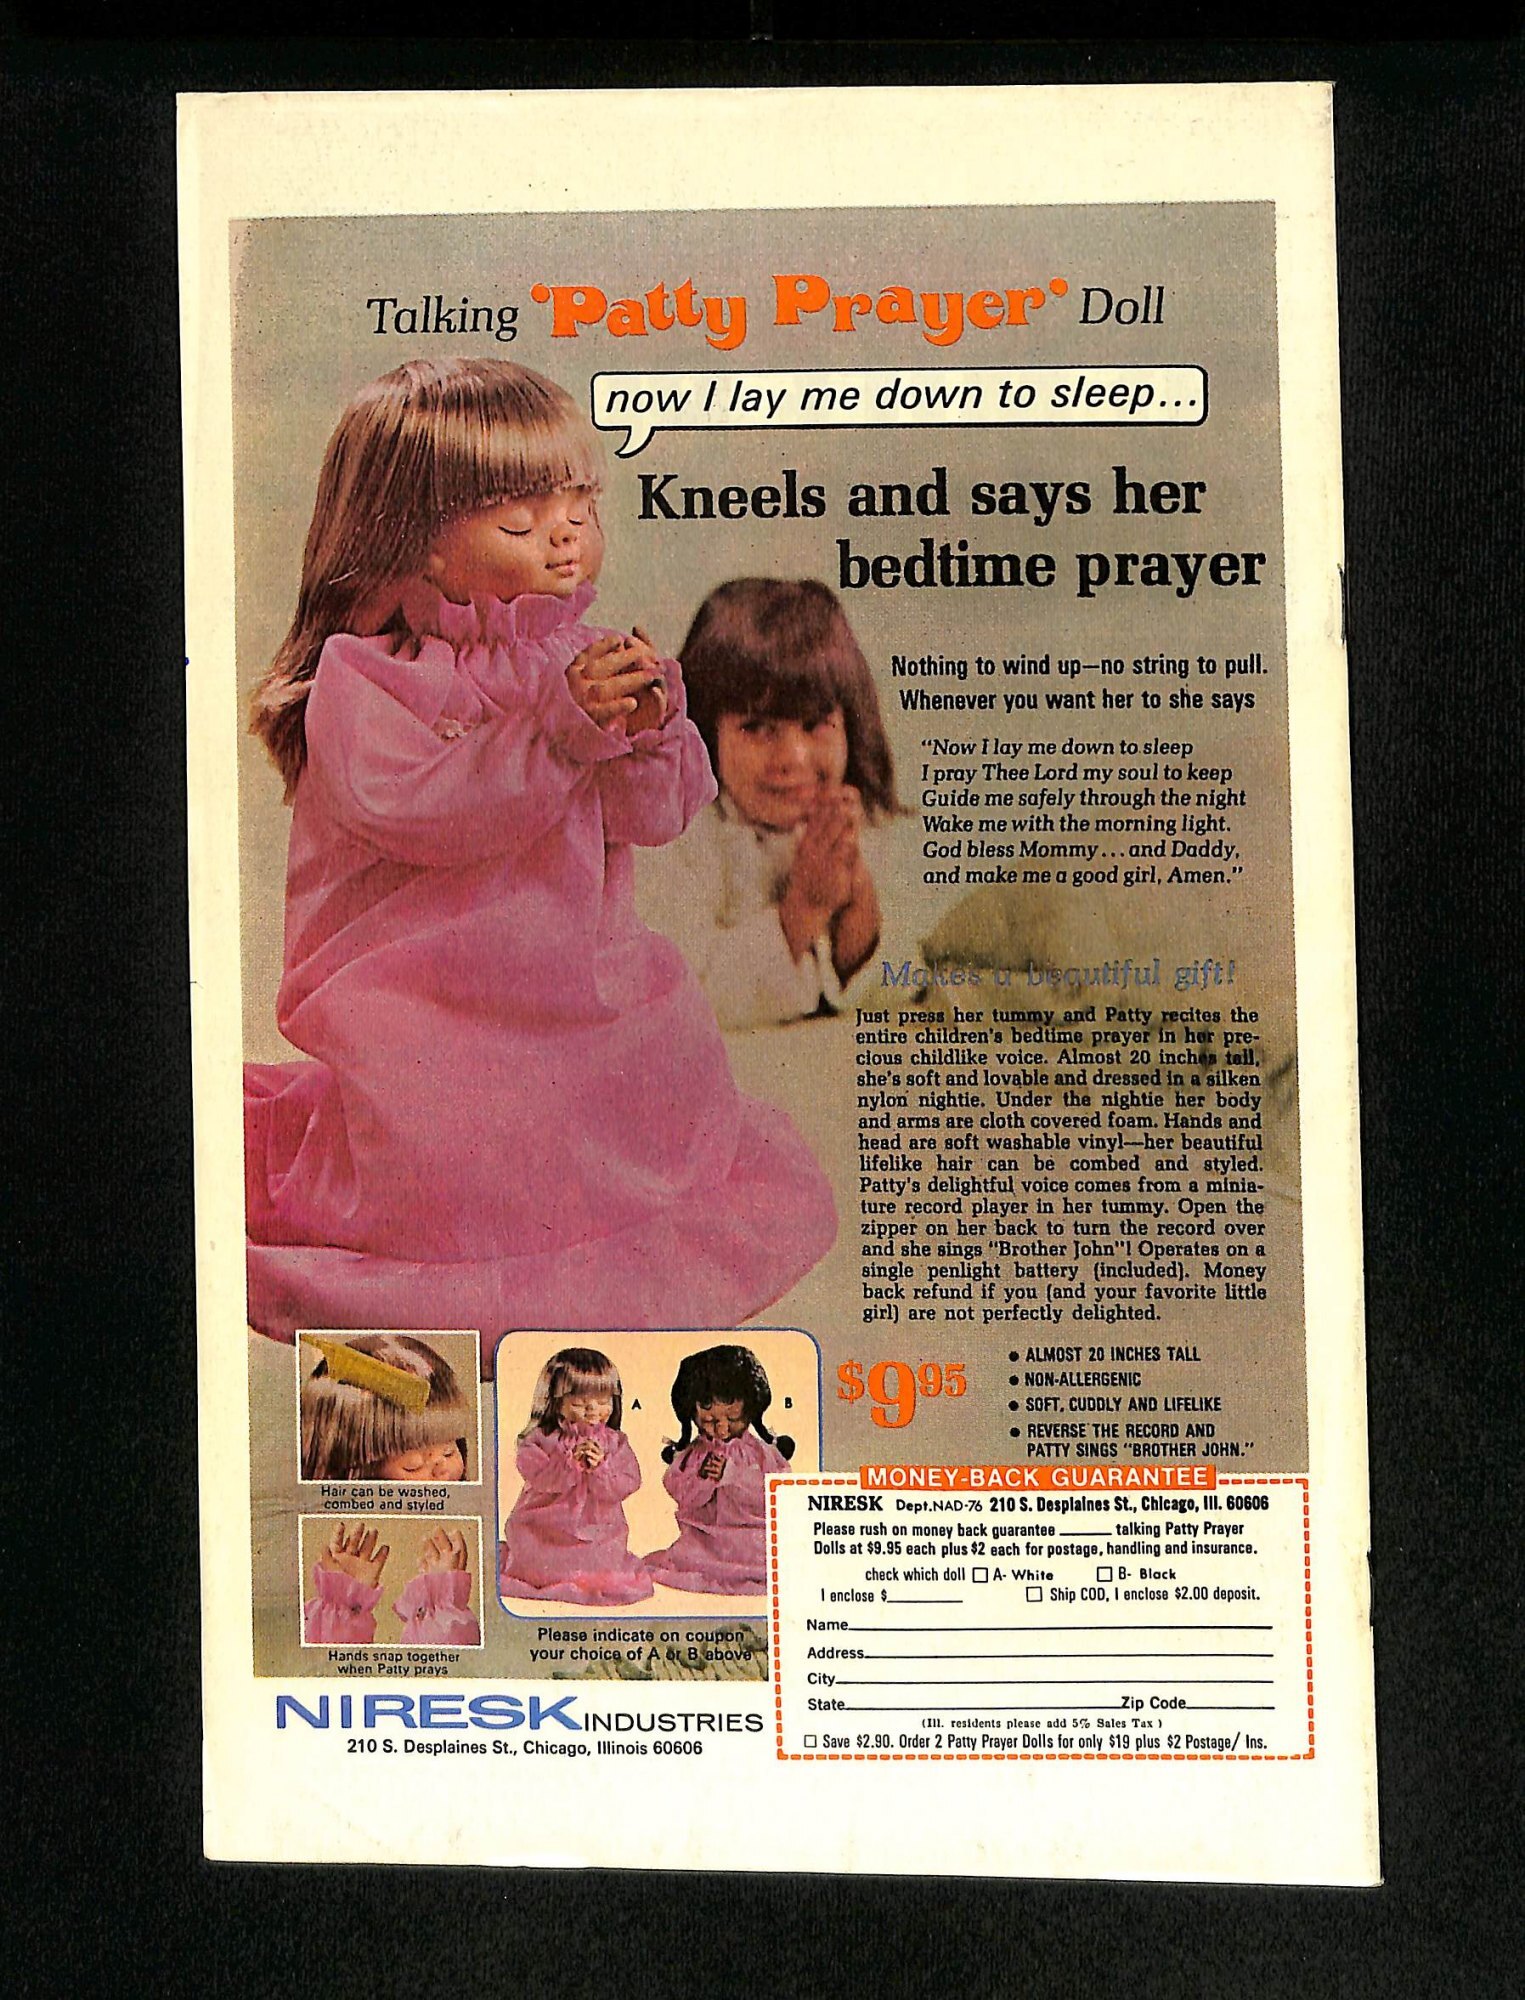 Talking 'Patty Prayer' Doll
now I lay me down to sleep...
Kneels and says her
bedtime prayer
Nothing to wind up—no string to pull.
Whenever you want her to she says
“Now I lay me down to sleep
I pray Thee Lord my soul to keep
Guide me safely through the night
Wake me with the morning light.
God bless Mommy...and Daddy,
and make me a good girl, Amen.”
Makes a beautiful gift!
Just press her tummy and Patty recites the
entire children's bedtime prayer in her pre-
cious childlike voice. Almost 20 inches tall,
she's soft and lovable and dressed in a silken
nylon nightie. Under the nightie her body
and arms are cloth covered foam. Hands and
head are soft washable vinyl—her beautiful
lifelike hair can be combed and styled.
Patty's delightful voice comes from a minia-
ture record player in her tummy. Open the
zipper on her back to turn the record over
and she sings "Brother John"! Operates on a
single penlight battery (included). Money
back refund if you (and your favorite little
girl) are not perfectly delighted.
$9 95
• ALMOST 20 INCHES TALL
• NON-ALLERGENIC
• SOFT, CUDDLY AND LIFELIKE
• REVERSE THE RECORD AND
PATTY SINGS "BROTHER JOHN."
A
B
Hair can be washed,
combed and styled
Hands snap together
when Patty prays
Please indicate on coupon
your choice of A or B above
NIRESK INDUSTRIES
210 S. Desplaines St., Chicago, Illinois 60606
MONEY-BACK GUARANTEE
NIRESK Dept.NAD-76 210 S. Desplaines St., Chicago, Ill. 60606
Please rush on money back guarantee ______ talking Patty Prayer
Dolls at $9.95 each plus $2 each for postage, handling and insurance.
check which doll ☐ A- White ☐ B- Black
I enclose $________ ☐ Ship COD, I enclose $2.00 deposit.
Name
Address
City
State Zip Code
(Ill. residents please add 5% Sales Tax)
☐ Save $2.90. Order 2 Patty Prayer Dolls for only $19 plus $2 Postage/ Ins.